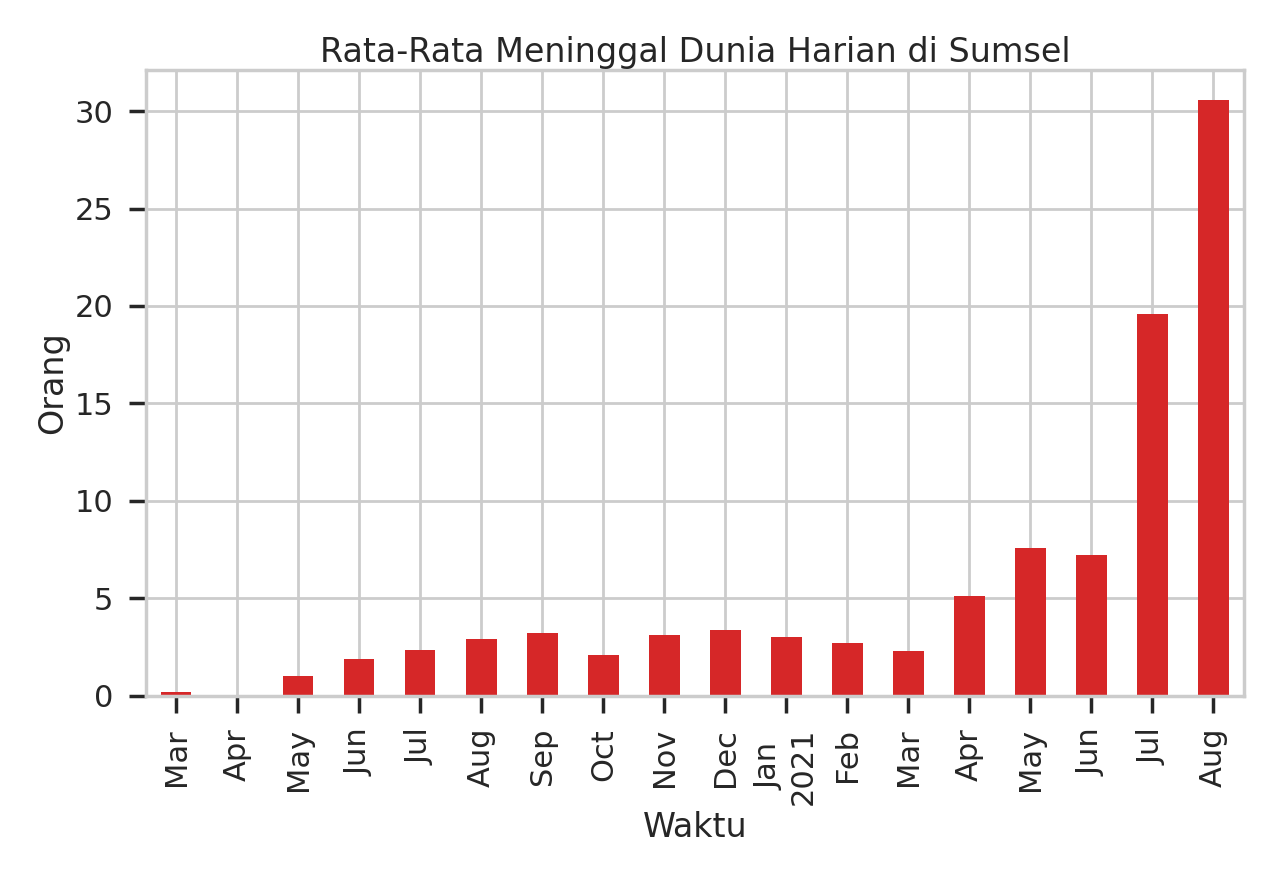 Rata-Rata Meninggal Dunia Harian di Sumsel
30
25
20
15
10
5
0
Orang
Mar
Apr
May
Jun
Jul
Aug
Sep
Oct
Nov
Dec
Jan
2021
Feb
Mar
Apr
May
Jun
Jul
Aug
Waktu